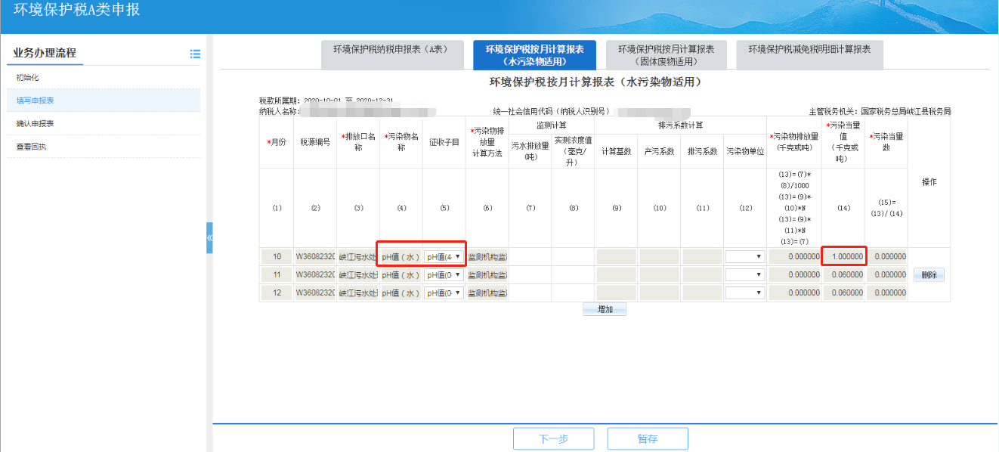 环境保护税A类申报
业务办理流程
初始化
填写申报表
确认申报表
查看回执
环境保护税纳税申报表（A表）
环境保护税按月计算报表
（水污染物适用）
环境保护税按月计算报表
（固体废物适用）
环境保护税减免税明细计算报表
环境保护税按月计算报表（水污染物适用）
税款所属期：2020-10-01 至 2020-12-31
纳税人名称：
统一社会信用代码（纳税人识别号）
主管税务机关：国家税务总局峡江县税务局
*月份
税源编号
*排放口名
称
*污染物名
称
征收子目
*污染物排
放量
计算方法
监测计算
污水排放量
(吨)
实测浓度值
（毫克/
升）
排污系数计算
计算基数
产污系数
排污系数
污染物单位
*污染物排放量
(千克或吨)
*污染当量
值
（千克或
吨）
*污染当量
数
操作
(1)
(2)
(3)
(4)
(5)
(6)
(7)
(8)
(9)
(10)
(11)
(12)
(13)=(7)*
(8)/1000
(13)=(9)*
(10)*N
(13)=(9)*
(11)*N
(13)=(7)
(14)
(15)=
(13)/(14)
10 W36082320 峡江污水处 pH值（水） pH值(4- 监测机构监 0.000000 1.000000 0.000000
11 W36082320 峡江污水处 pH值（水） pH值(0- 监测机构监 0.000000 0.060000 0.000000 删除
12 W36082320 峡江污水处 pH值（水） pH值(0- 监测机构监 0.000000 0.060000 0.000000
增加
下一步
暂存